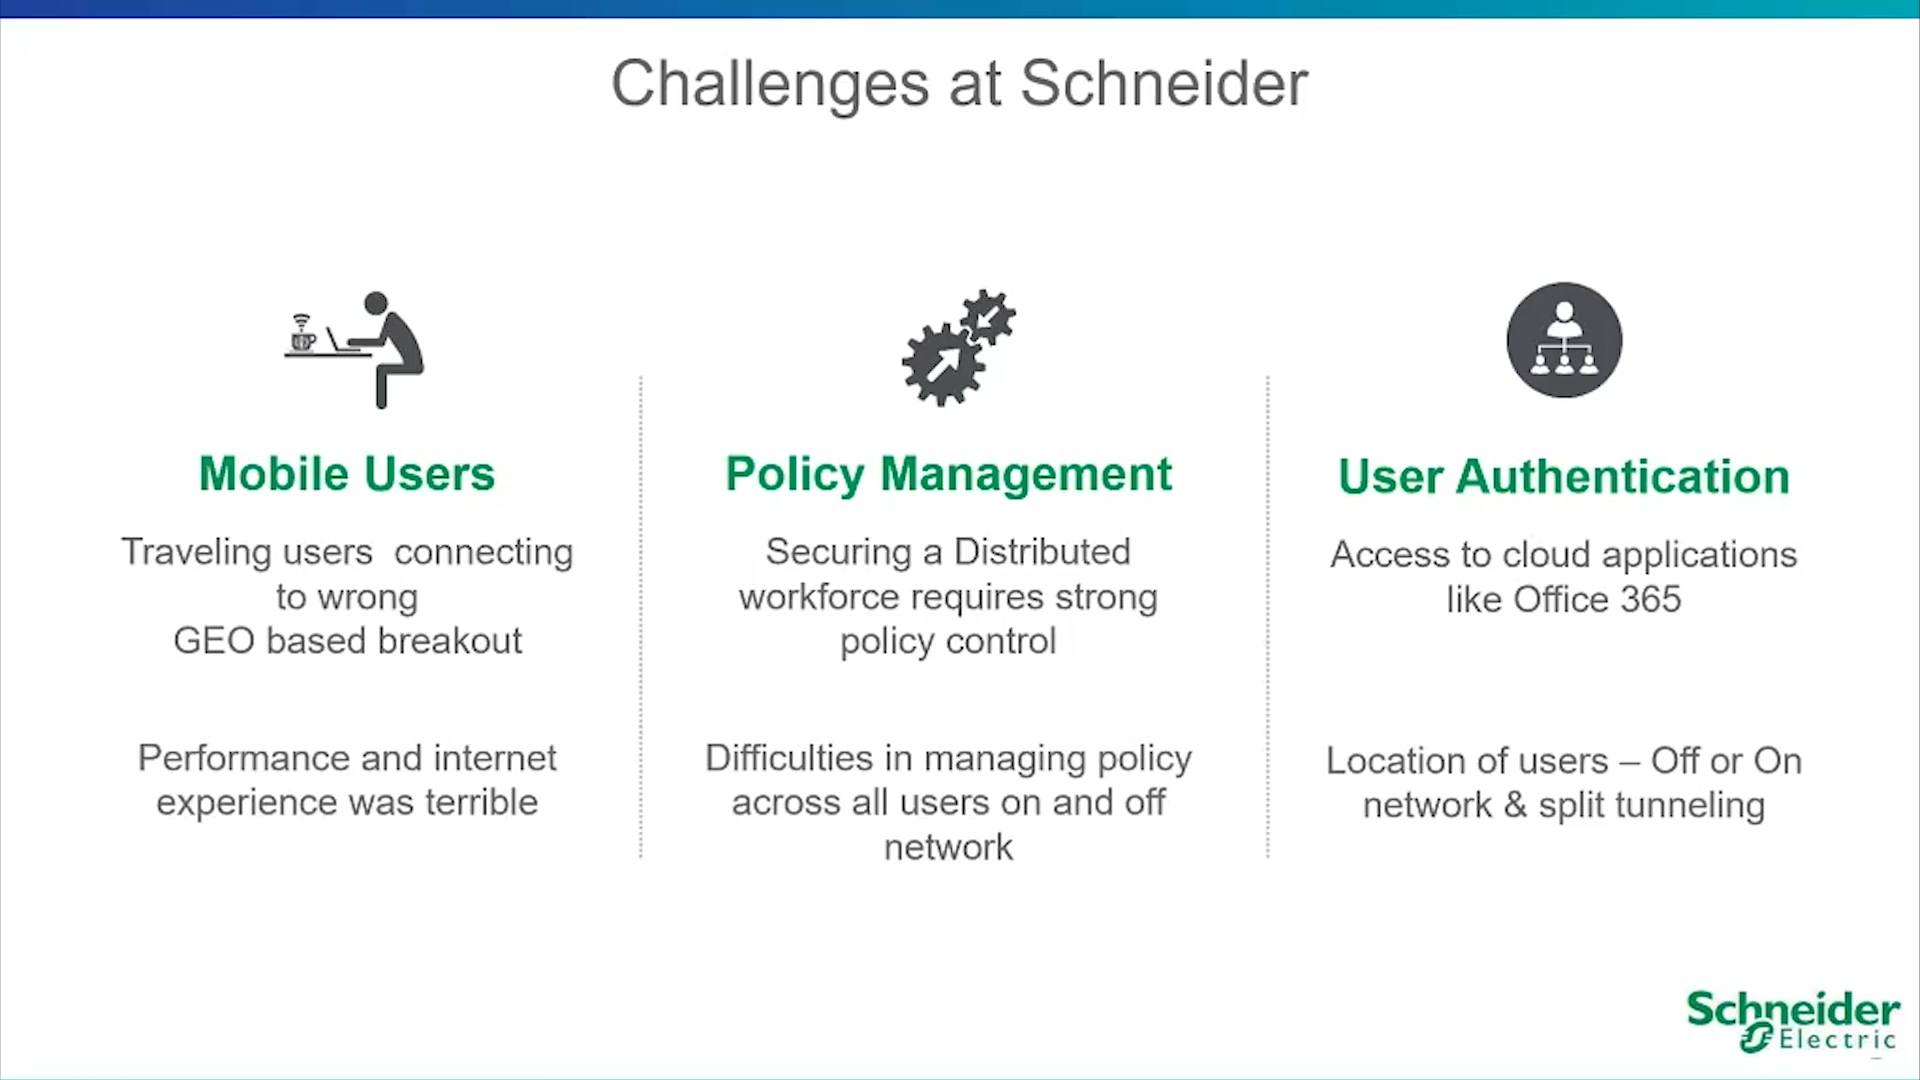 Challenges at Schneider
Mobile Users
Traveling users  connecting
to wrong
GEO based breakout
Performance and internet
experience was terrible
Policy Management
Securing a Distributed
workforce requires strong
policy control
Difficulties in managing policy
across all users on and off
network
User Authentication
Access to cloud applications
like Office 365
Location of users – Off or On
network & split tunneling
Schneider
Electric